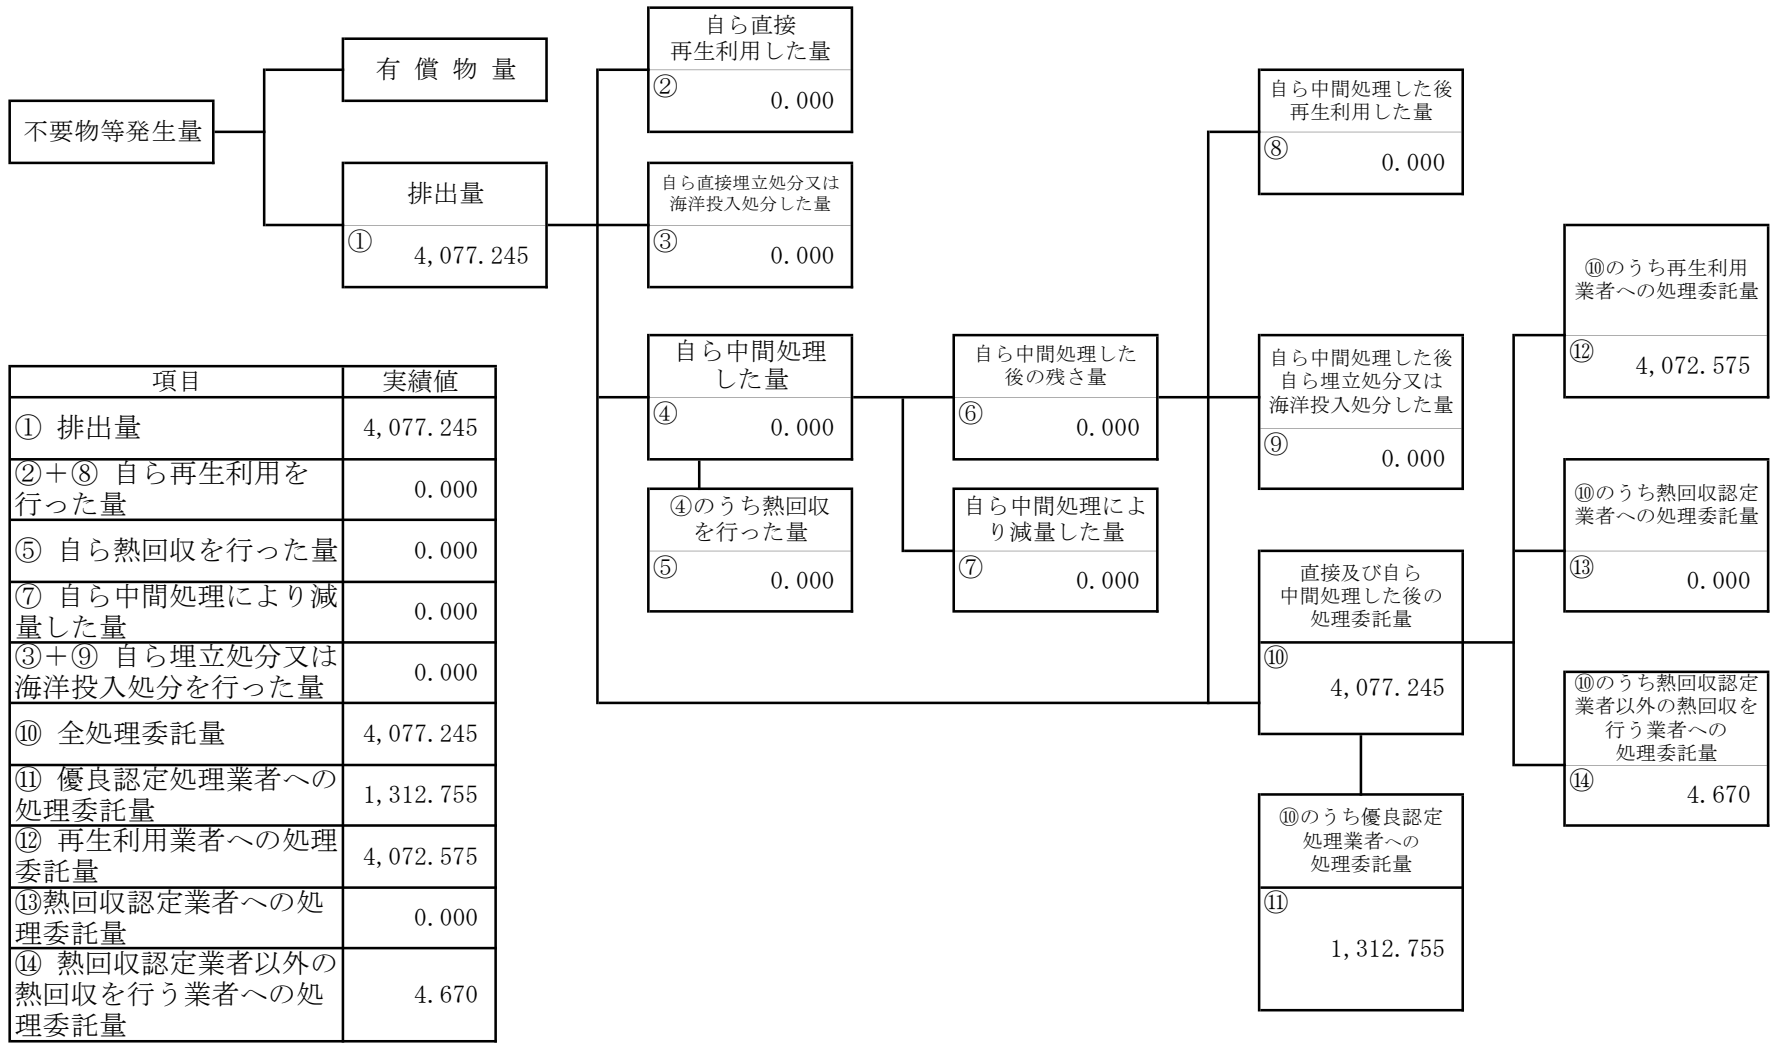 不要物等発生量
有 償 物 量
排出量
①
4,077.245
自ら直接
再生利用した量
②
0.000
自ら直接埋立処分又は
海洋投入処分した量
③
0.000
自ら中間処理
した量
④
0.000
④のうち熱回収
を行った量
⑤
0.000
自ら中間処理した
後の残さ量
⑥
0.000
自ら中間処理によ
り減量した量
⑦
0.000
自ら中間処理した後
再生利用した量
⑧
0.000
自ら中間処理した後
自ら埋立処分又は
海洋投入処分した量
⑨
0.000
直接及び自ら
中間処理した後の
処理委託量
⑩
4,077.245
⑩のうち優良認定
処理業者への
処理委託量
⑪
1,312.755
⑩のうち再生利用
業者への処理委託量
⑫
4,072.575
⑩のうち熱回収認定
業者への処理委託量
⑬
0.000
⑩のうち熱回収認定
業者以外の熱回収を
行う業者への
処理委託量
⑭
4.670
項目 実績値
① 排出量 4,077.245
②+⑧ 自ら再生利用を
行った量
0.000
⑤ 自ら熱回収を行った量 0.000
⑦ 自ら中間処理により減
量した量
0.000
③+⑨ 自ら埋立処分又は
海洋投入処分を行った量
0.000
⑩ 全処理委託量 4,077.245
⑪ 優良認定処理業者への
処理委託量
1,312.755
⑫ 再生利用業者への処理
委託量
4,072.575
⑬熱回収認定業者への処
理委託量
0.000
⑭ 熱回収認定業者以外の
熱回収を行う業者への処
理委託量
4.670